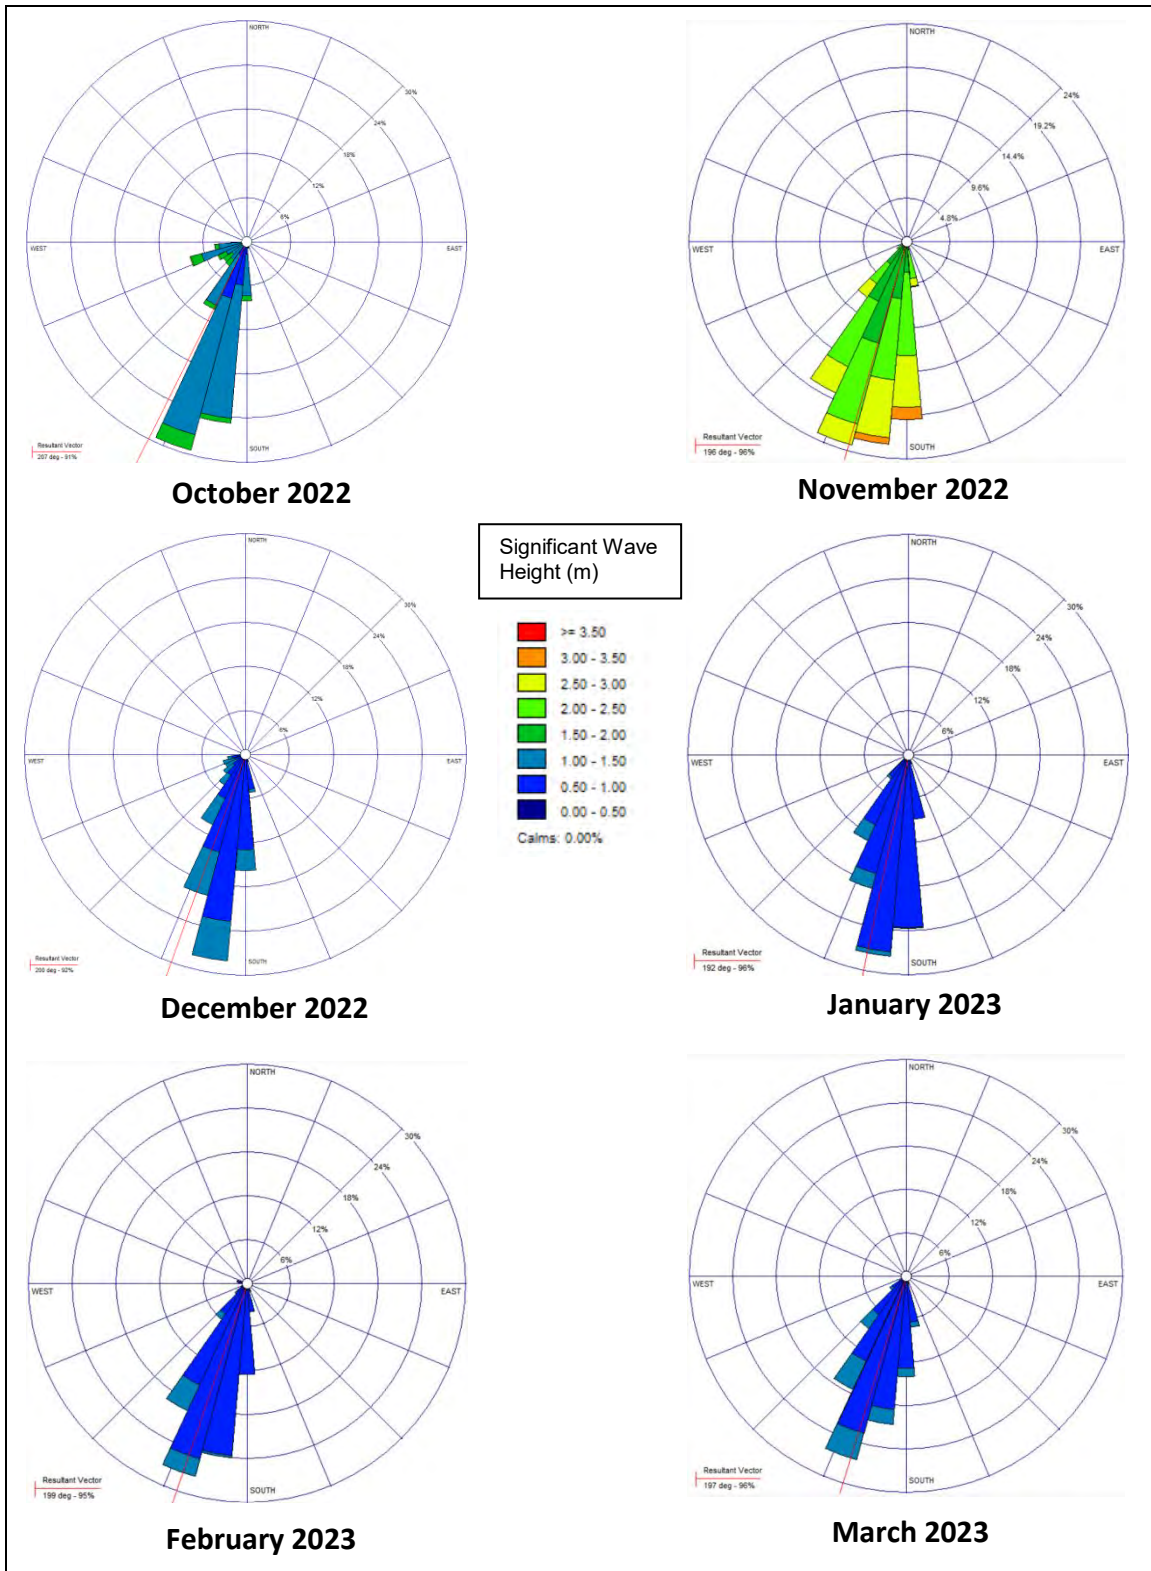 NORTH
30%
24%
18%
12%
6%
WEST
EAST
SOUTH
Resultant Vector
207 deg - 91%
October 2022
NORTH
24%
19.2%
14.4%
9.6%
4.8%
WEST
EAST
SOUTH
Resultant Vector
196 deg - 96%
November 2022
Significant Wave
Height (m)
>= 3.50
3.00 - 3.50
2.50 - 3.00
2.00 - 2.50
1.50 - 2.00
1.00 - 1.50
0.50 - 1.00
0.00 - 0.50
Calms: 0.00%
NORTH
30%
24%
18%
12%
6%
WEST
EAST
SOUTH
Resultant Vector
200 deg - 92%
December 2022
NORTH
30%
24%
18%
12%
6%
WEST
EAST
SOUTH
Resultant Vector
192 deg - 96%
January 2023
NORTH
30%
24%
18%
12%
6%
WEST
EAST
SOUTH
Resultant Vector
199 deg - 95%
February 2023
NORTH
30%
24%
18%
12%
6%
WEST
EAST
SOUTH
Resultant Vector
197 deg - 96%
March 2023